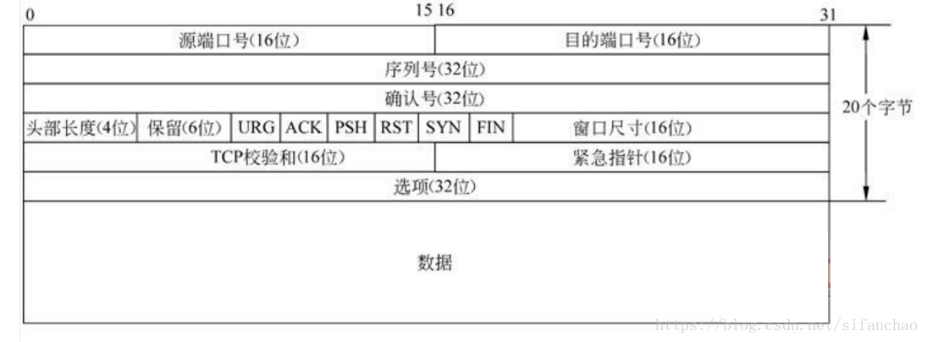 0 15 16 31
源端口号(16位) 目的端口号(16位)
序列号(32位)
确认号(32位)
20个字节
头部长度(4位) 保留(6位) URG ACK PSH RST SYN FIN 窗口尺寸(16位)
TCP校验和(16位) 紧急指针(16位)
选项(32位)
数据
https://blog.csdn.net/slfanchao